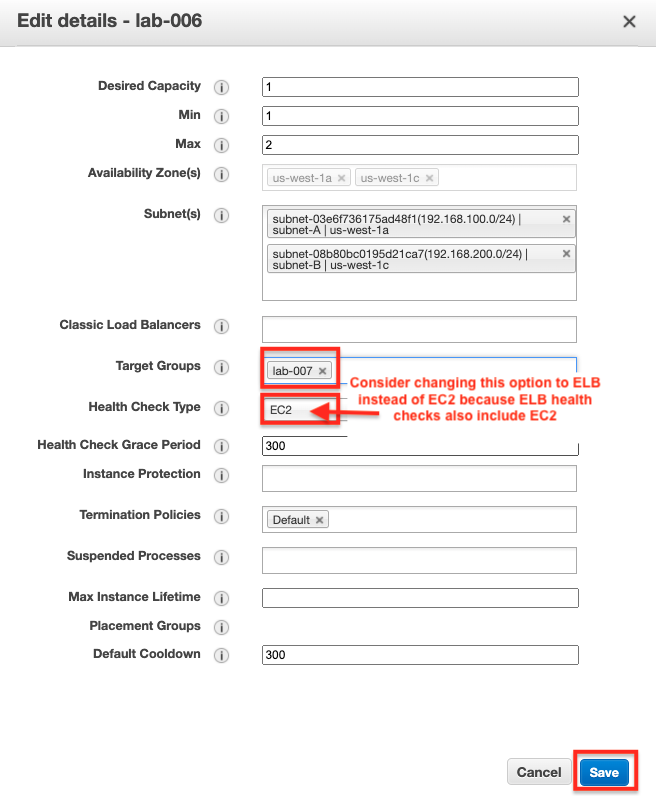 Edit details - lab-006 ×
Desired Capacity i 1
Min i 1
Max i 2
Availability Zone(s) i us-west-1a × us-west-1c ×
Subnet(s) i subnet-03e6f736175ad48f1(192.168.100.0/24) | ×
subnet-A | us-west-1a
subnet-08b80bc0195d21ca7(192.168.200.0/24) | ×
subnet-B | us-west-1c
Classic Load Balancers i
Target Groups i lab-007 ×
Consider changing this option to ELB
instead of EC2 because ELB health
checks also include EC2
Health Check Type i EC2
Health Check Grace Period i 300
Instance Protection i
Termination Policies i Default ×
Suspended Processes i
Max Instance Lifetime i
Placement Groups i
Default Cooldown i 300
Cancel Save